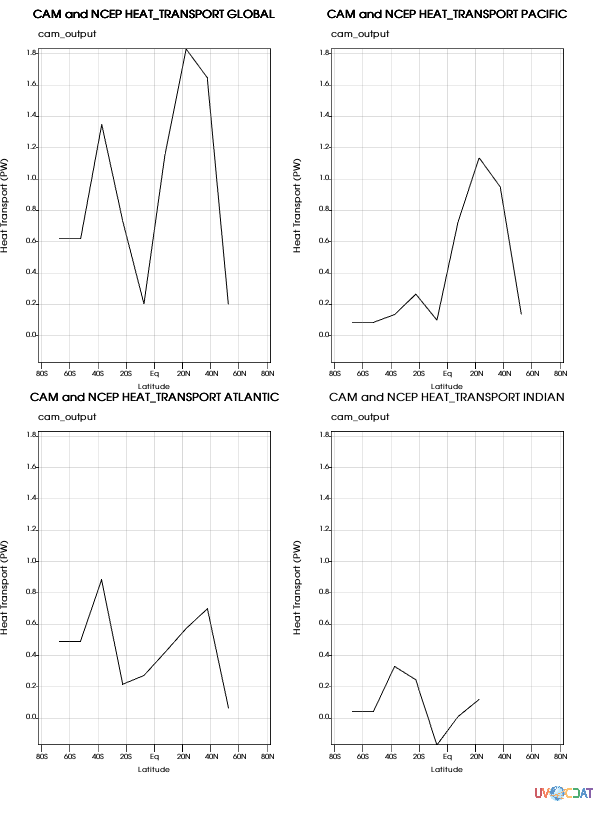 CAM and NCEP HEAT_TRANSPORT GLOBAL
cam_output
Heat Transport (PW)
1.8
1.6
1.4
1.2
1.0
0.8
0.6
0.4
0.2
0.0
80S 60S 40S 20S Eq 20N 40N 60N 80N
Latitude
CAM and NCEP HEAT_TRANSPORT PACIFIC
cam_output
Heat Transport (PW)
1.8
1.6
1.4
1.2
1.0
0.8
0.6
0.4
0.2
0.0
80S 60S 40S 20S Eq 20N 40N 60N 80N
Latitude
CAM and NCEP HEAT_TRANSPORT ATLANTIC
cam_output
Heat Transport (PW)
1.8
1.6
1.4
1.2
1.0
0.8
0.6
0.4
0.2
0.0
80S 60S 40S 20S Eq 20N 40N 60N 80N
Latitude
CAM and NCEP HEAT_TRANSPORT INDIAN
cam_output
Heat Transport (PW)
1.8
1.6
1.4
1.2
1.0
0.8
0.6
0.4
0.2
0.0
80S 60S 40S 20S Eq 20N 40N 60N 80N
Latitude
UV CDAT